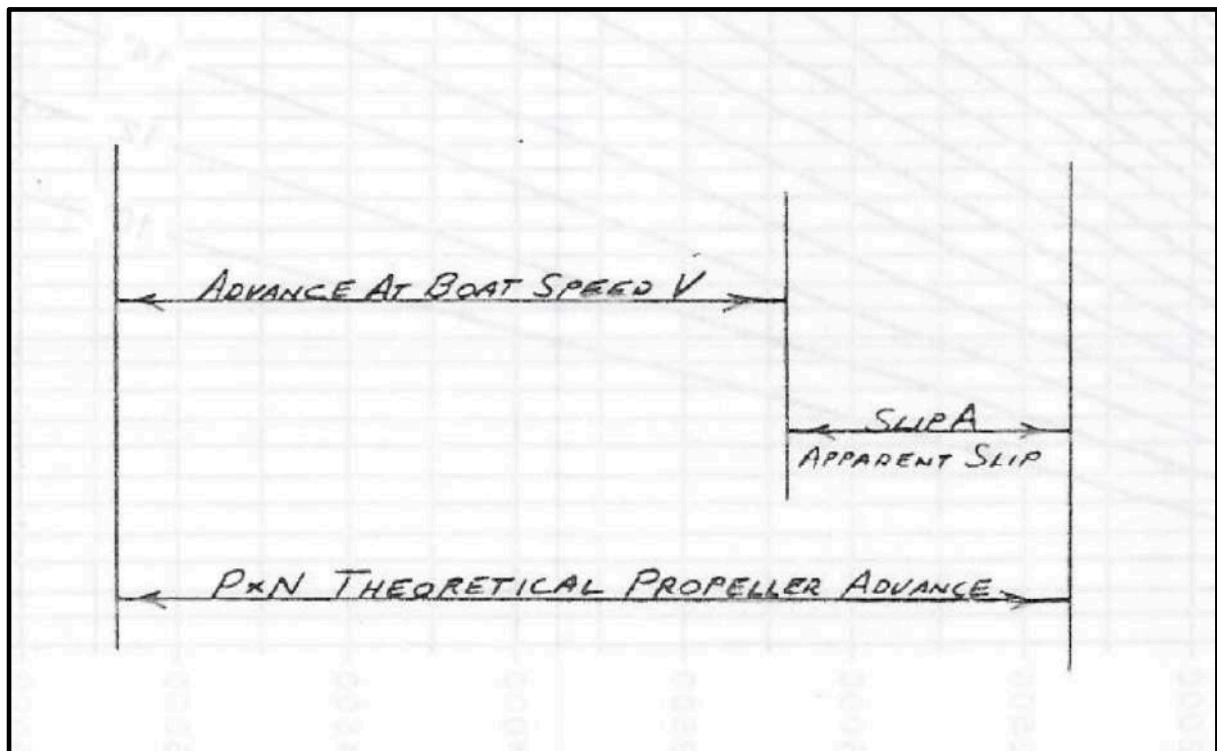 ADVANCE AT BOAT SPEED V
SLIP A
APPARENT SLIP
P×N THEORETICAL PROPELLER ADVANCE